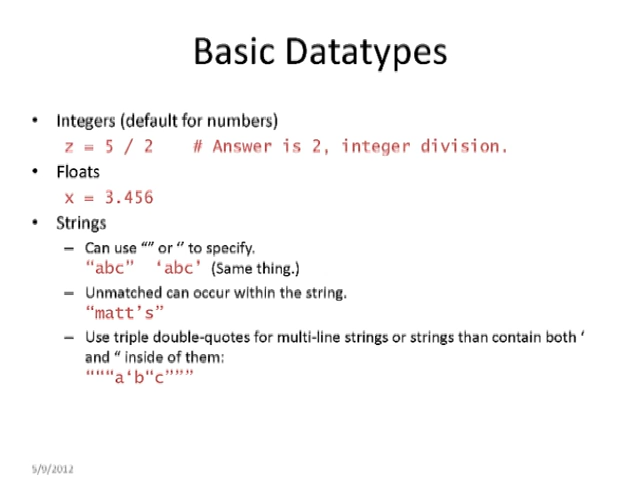 Basic Datatypes
• Integers (default for numbers)
z = 5 / 2    # Answer is 2, integer division.
• Floats
x = 3.456
• Strings
– Can use “” or ‘’ to specify.
“abc”  ‘abc’ (Same thing.)
– Unmatched can occur within the string.
“matt’s”
– Use triple double-quotes for multi-line strings or strings than contain both ‘
and “ inside of them:
“““a‘b“c”””
5/9/2012